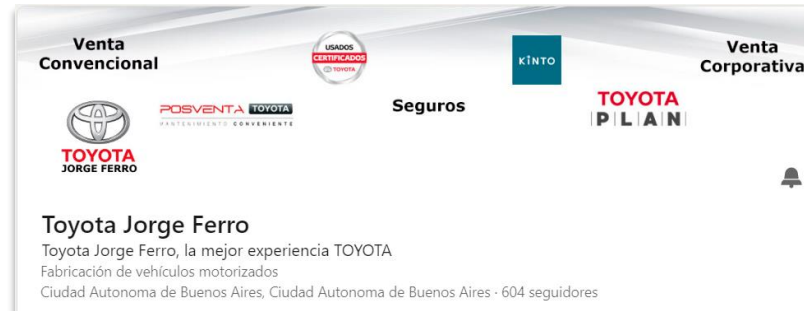 Venta
Convencional
USADOS
CERTIFICADOS
TOYOTA
KINTO
Venta
Corporativa
POSVENTA TOYOTA
MANTENIMIENTO CONVENIENTE
Seguros
TOYOTA
PLAN
TOYOTA
JORGE FERRO
Toyota Jorge Ferro
Toyota Jorge Ferro, la mejor experiencia TOYOTA
Fabricación de vehículos motorizados
Ciudad Autonoma de Buenos Aires, Ciudad Autonoma de Buenos Aires · 604 seguidores